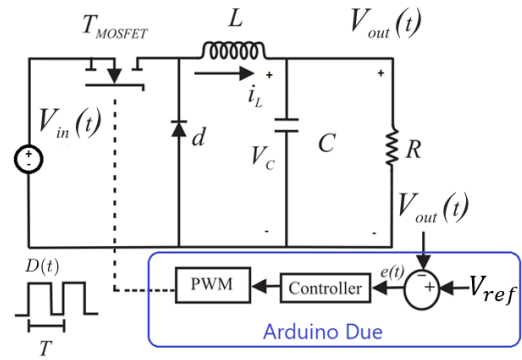 T_MOSFET
L
V_out (t)
+
+
i_L
V_in (t)
+
-
d
V_C
C
R
-
-
V_out (t)
D(t)
T
PWM
Controller
e(t)
-
+
V_ref
Arduino Due